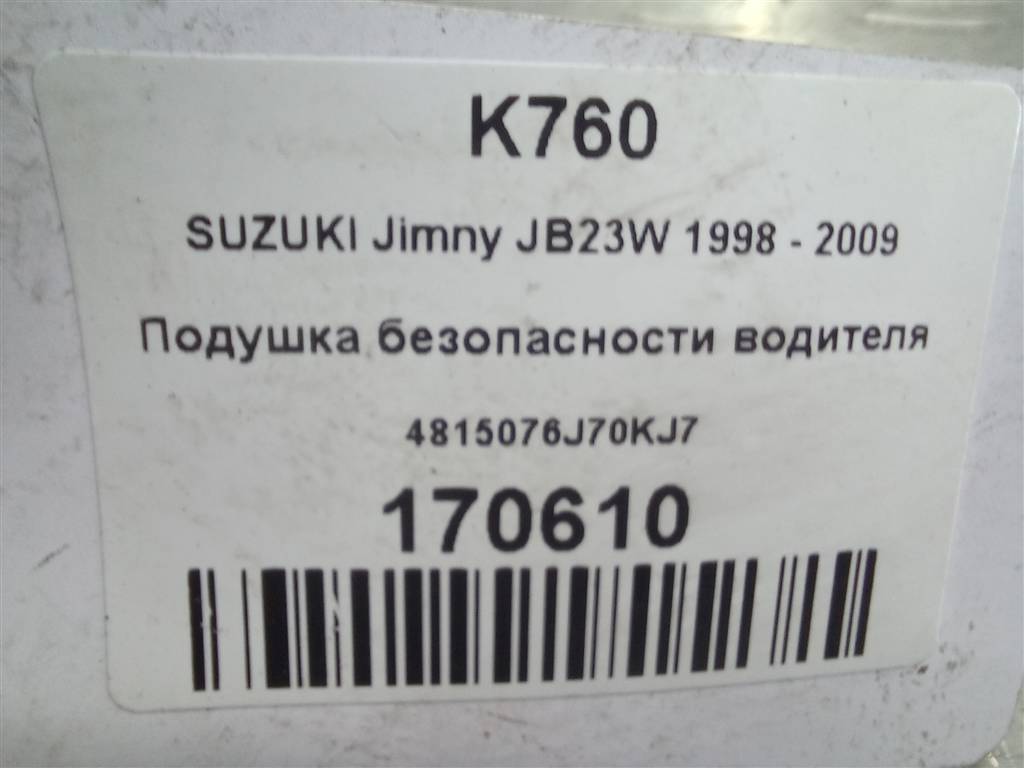 K760
SUZUKI Jimny JB23W 1998 - 2009
Подушка безопасности водителя
4815076J70KJ7
170610